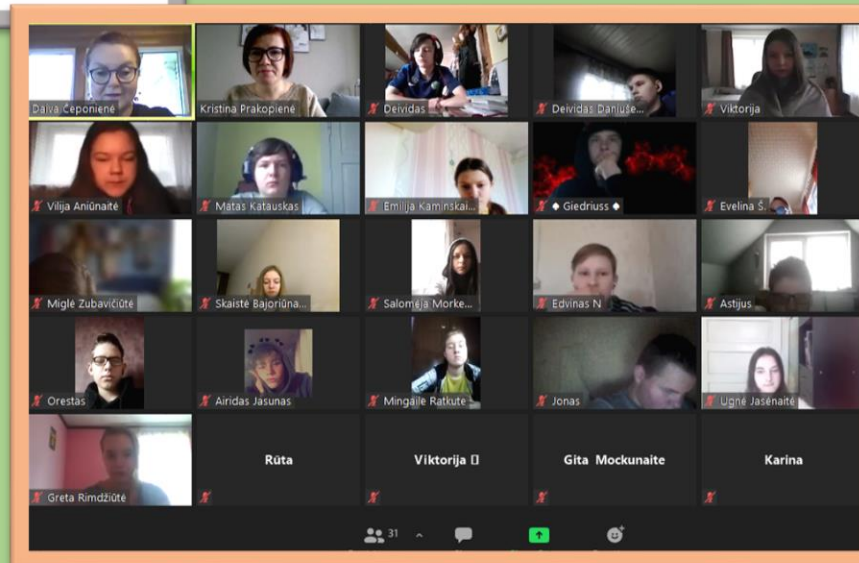 Daiva Čeponienė
Kristina Prakopienė
Deividas
Deividas Daniuše...
Viktorija
Vilija Aniūnaitė
Matas Katauskas
Emilija Kaminskai...
♦ Giedriuss ♦
Evelina Š.
Miglė Zubavičiūtė
Skaistė Bajoriūna...
Salomėja Morke...
Edvinas N
Astijus
Orestas
Airidas Jasunas
Mingaile Ratkute
Jonas
Ugnė Jasėnaitė
Greta Rimdžiūtė
Rūta
Viktorija
Gita Mockunaite
Karina
31